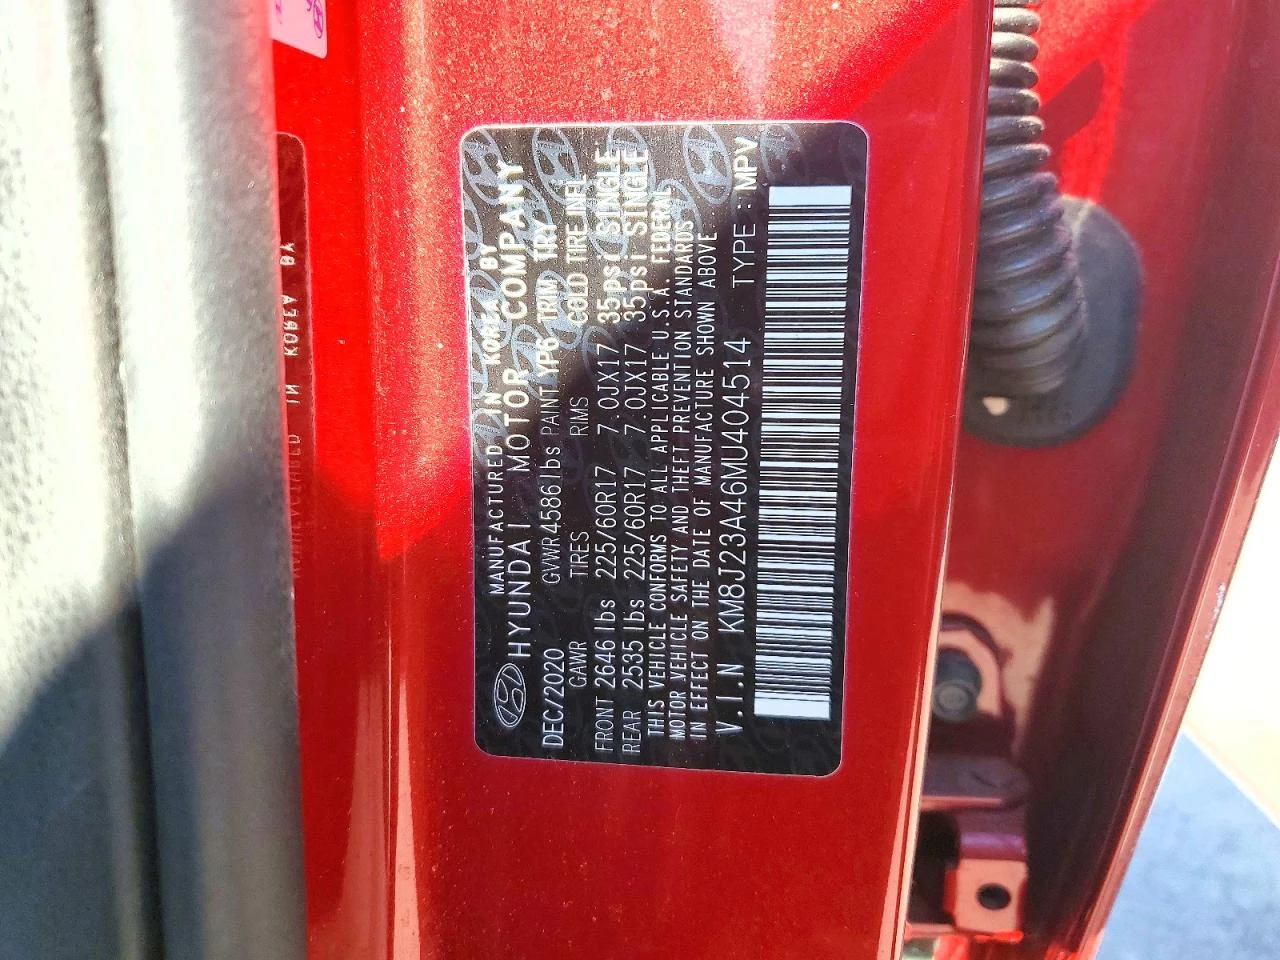 MANUFACTURED IN KOREA BY
HYUNDAI MOTOR COMPANY
DEC/2020 GVWR 4586 lbs PAINT YP6 TRIM TRY
GAWR TIRES RIMS COLD TIRE INFL
FRONT 2646 lbs 225/60R17 7.0JX17 35psi SINGLE
REAR 2535 lbs 225/60R17 7.0JX17 35psi SINGLE
THIS VEHICLE CONFORMS TO ALL APPLICABLE U.S.A. FEDERAL
MOTOR VEHICLE SAFETY AND THEFT PREVENTION STANDARDS
IN EFFECT ON THE DATE OF MANUFACTURE SHOWN ABOVE.
V.I.N KM8J23A46MU404514 TYPE : MPV